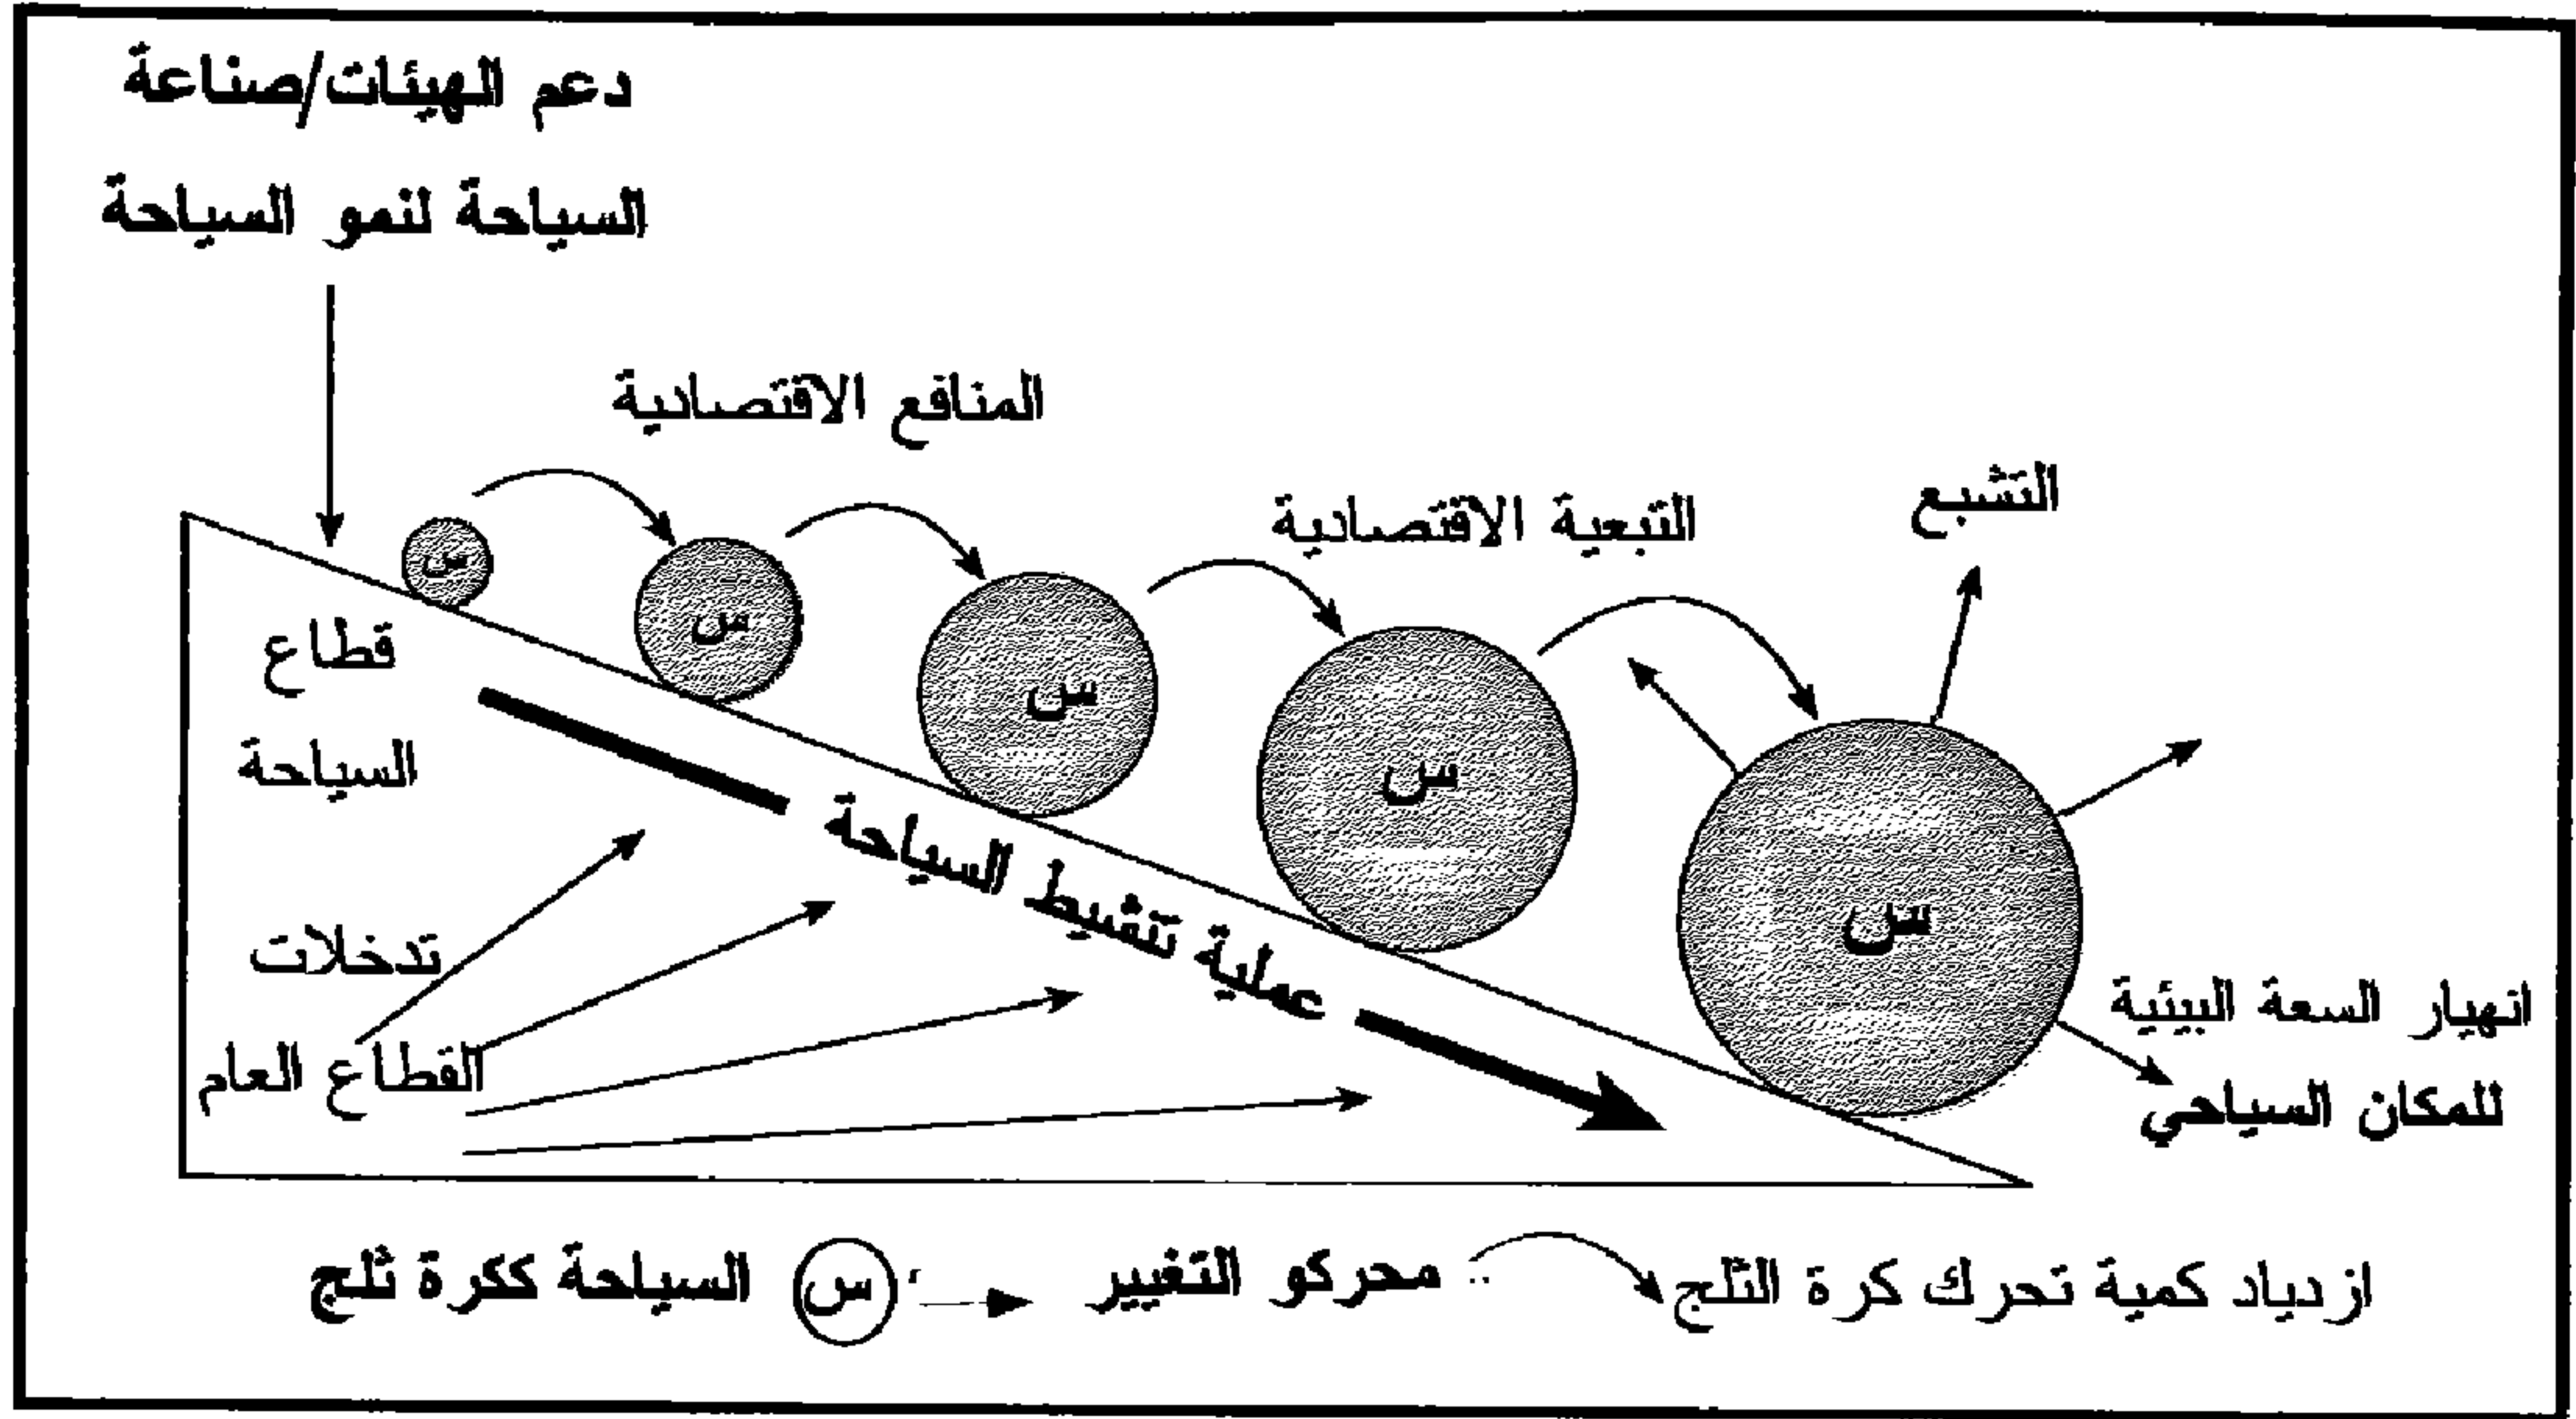 دعم الهيئات/صناعة
السياحة لنمو السياحة
المنافع الاقتصادية
التبعية الاقتصادية
التشبع
س
س
س
س
س
قطاع
السياحة
عملية تنشيط السياحة
تدخلات
القطاع العام
انهيار السعة البيئية
للمكان السياحي
ازدياد كمية تحرك كرة الثلج
محركو التغيير
س
السياحة ككرة ثلج